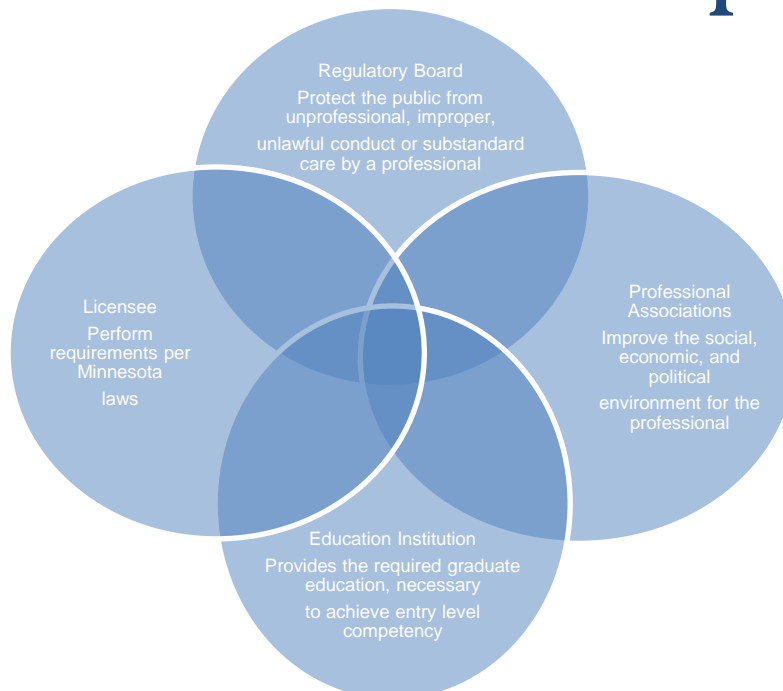 Regulatory Board
Protect the public from
unprofessional, improper,
unlawful conduct or substandard
care by a professional
Licensee
Perform
requirements per
Minnesota
laws
Professional
Associations
Improve the social,
economic, and
political
environment for the
professional
Education Institution
Provides the required graduate
education, necessary
to achieve entry level
competency